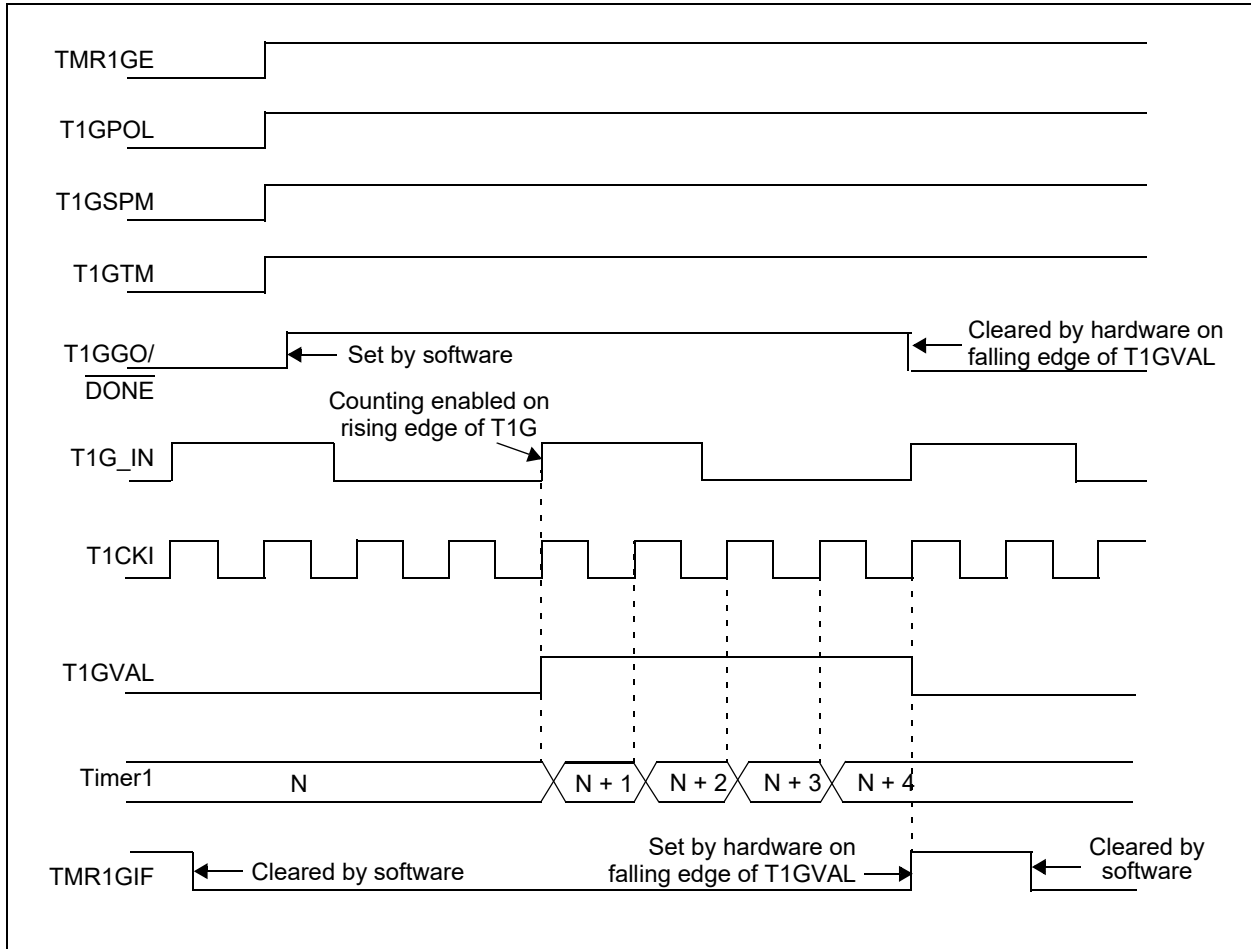 TMR1GE
T1GPOL
T1GSPM
T1GTM
T1GGO/
DONE
Set by software
Cleared by hardware on
falling edge of T1GVAL
Counting enabled on
rising edge of T1G
T1G_IN
T1CKI
T1GVAL
Timer1
N
N + 1
N + 2
N + 3
N + 4
TMR1GIF
Cleared by software
Set by hardware on
falling edge of T1GVAL
Cleared by
software